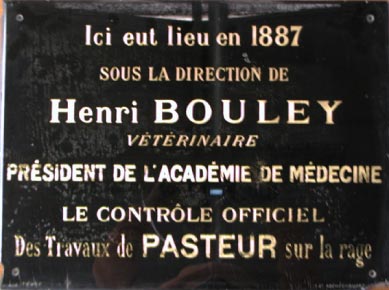 Ici eut lieu en 1887
SOUS LA DIRECTION DE
Henri BOULEY
VÉTÉRINAIRE
PRÉSIDENT DE L'ACADÉMIE DE MÉDECINE
LE CONTRÔLE OFFICIEL
Des Travaux de PASTEUR sur la rage